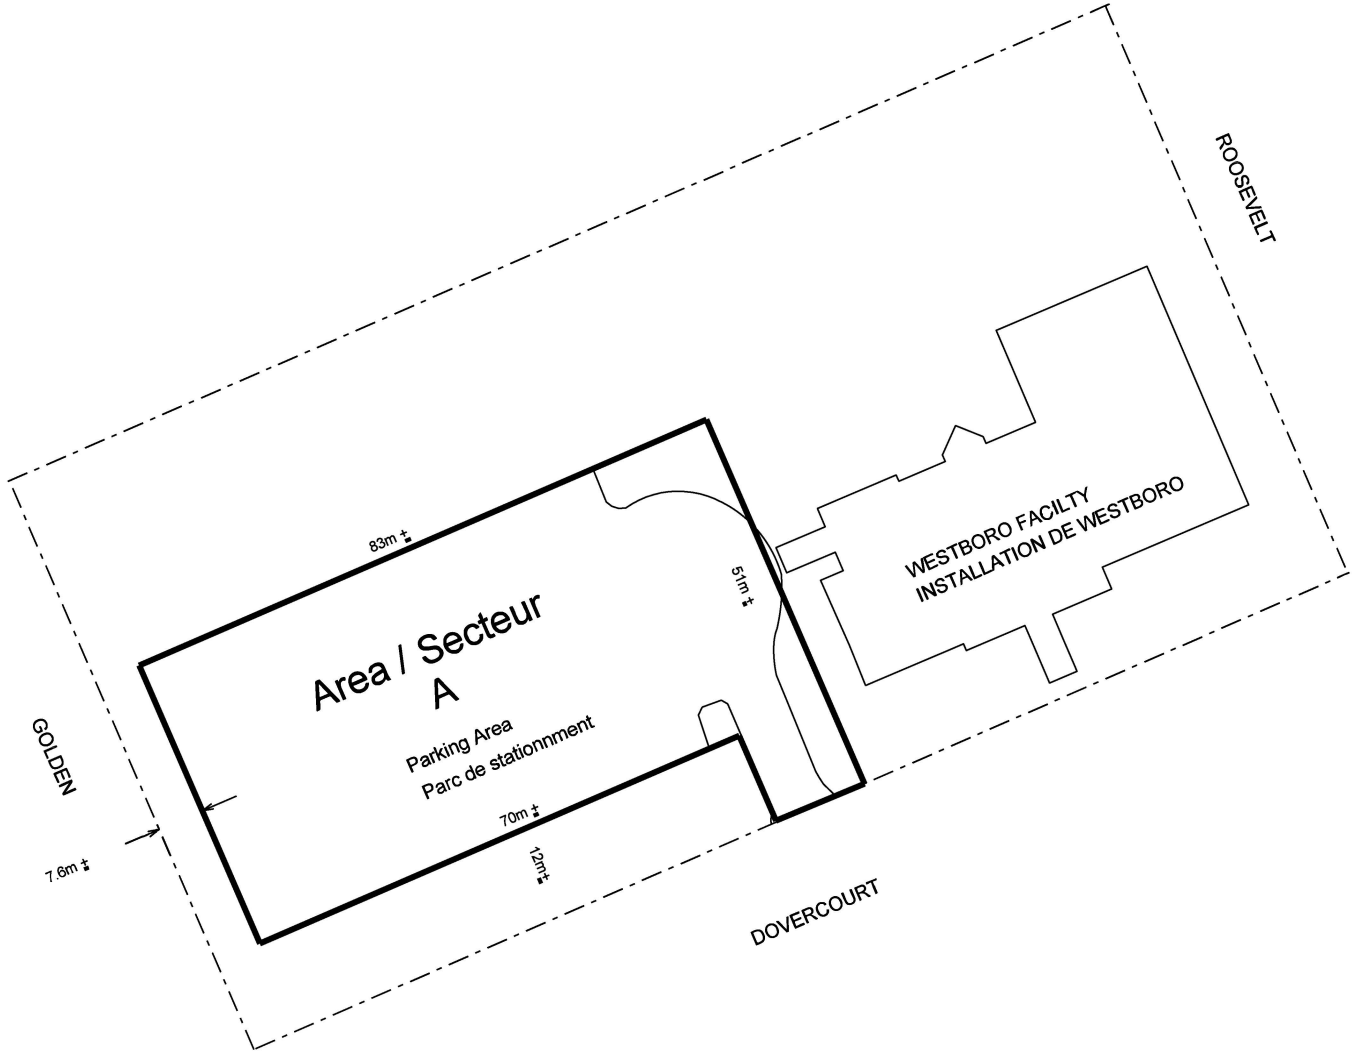 ROOSEVELT
WESTBORO FACILTY
INSTALLATION DE WESTBORO
83m ±
51m ±
Area / Secteur
A
Parking Area
Parc de stationnment
GOLDEN
70m ±
12m±
7.6m ±
DOVERCOURT